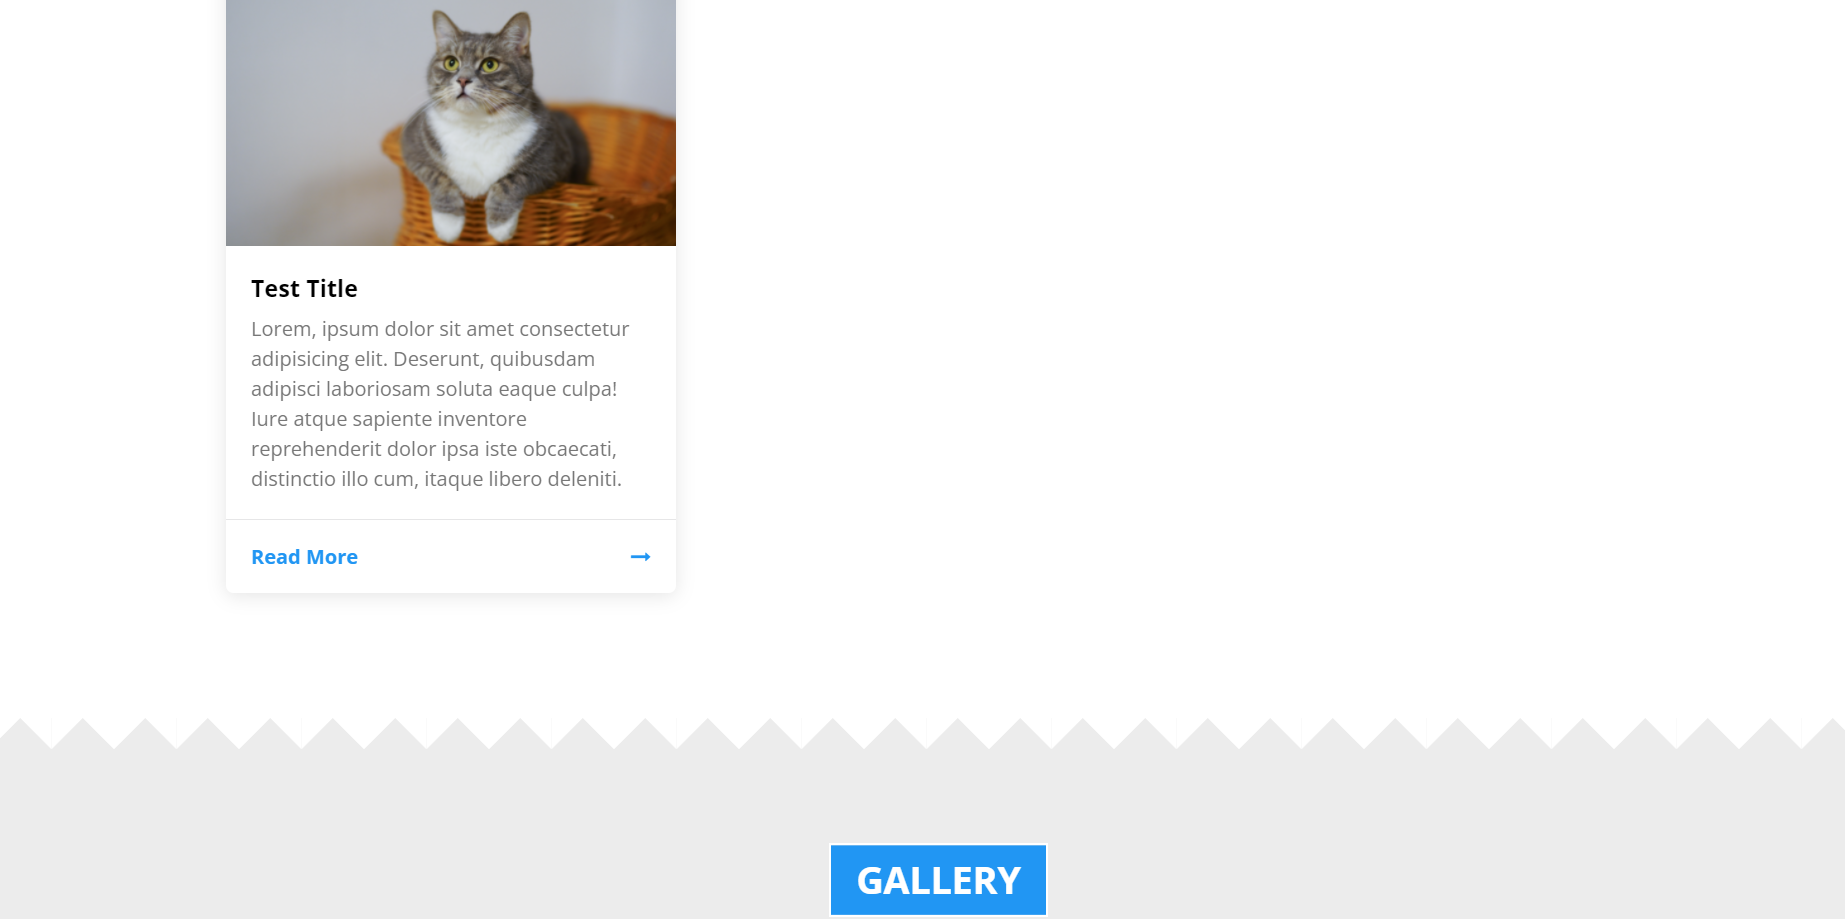 Test Title
Lorem, ipsum dolor sit amet consectetur
adipisicing elit. Deserunt, quibusdam
adipisci laboriosam soluta eaque culpa!
Iure atque sapiente inventore
reprehenderit dolor ipsa iste obcaecati,
distinctio illo cum, itaque libero deleniti.
Read More
GALLERY